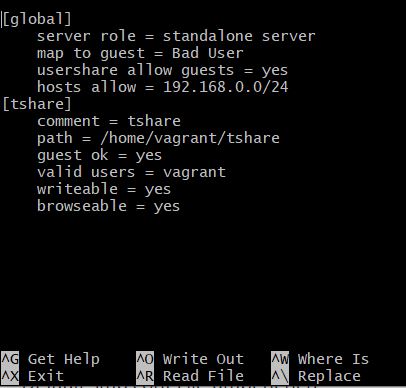 [global]
server role = standalone server
map to guest = Bad User
usershare allow guests = yes
hosts allow = 192.168.0.0/24
[tshare]
comment = tshare
path = /home/vagrant/tshare
guest ok = yes
valid users = vagrant
writeable = yes
browseable = yes
^G Get Help ^O Write Out ^W Where Is
^X Exit ^R Read File ^\ Replace